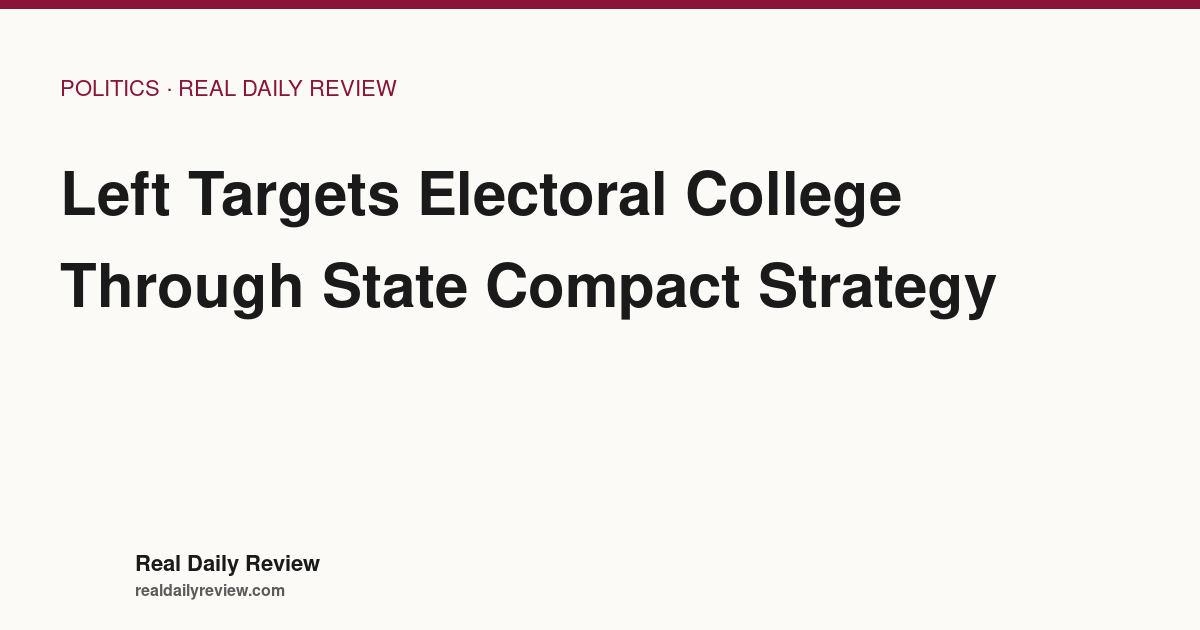 POLITICS · REAL DAILY REVIEW
Left Targets Electoral College
Through State Compact Strategy
Real Daily Review
realdailyreview.com